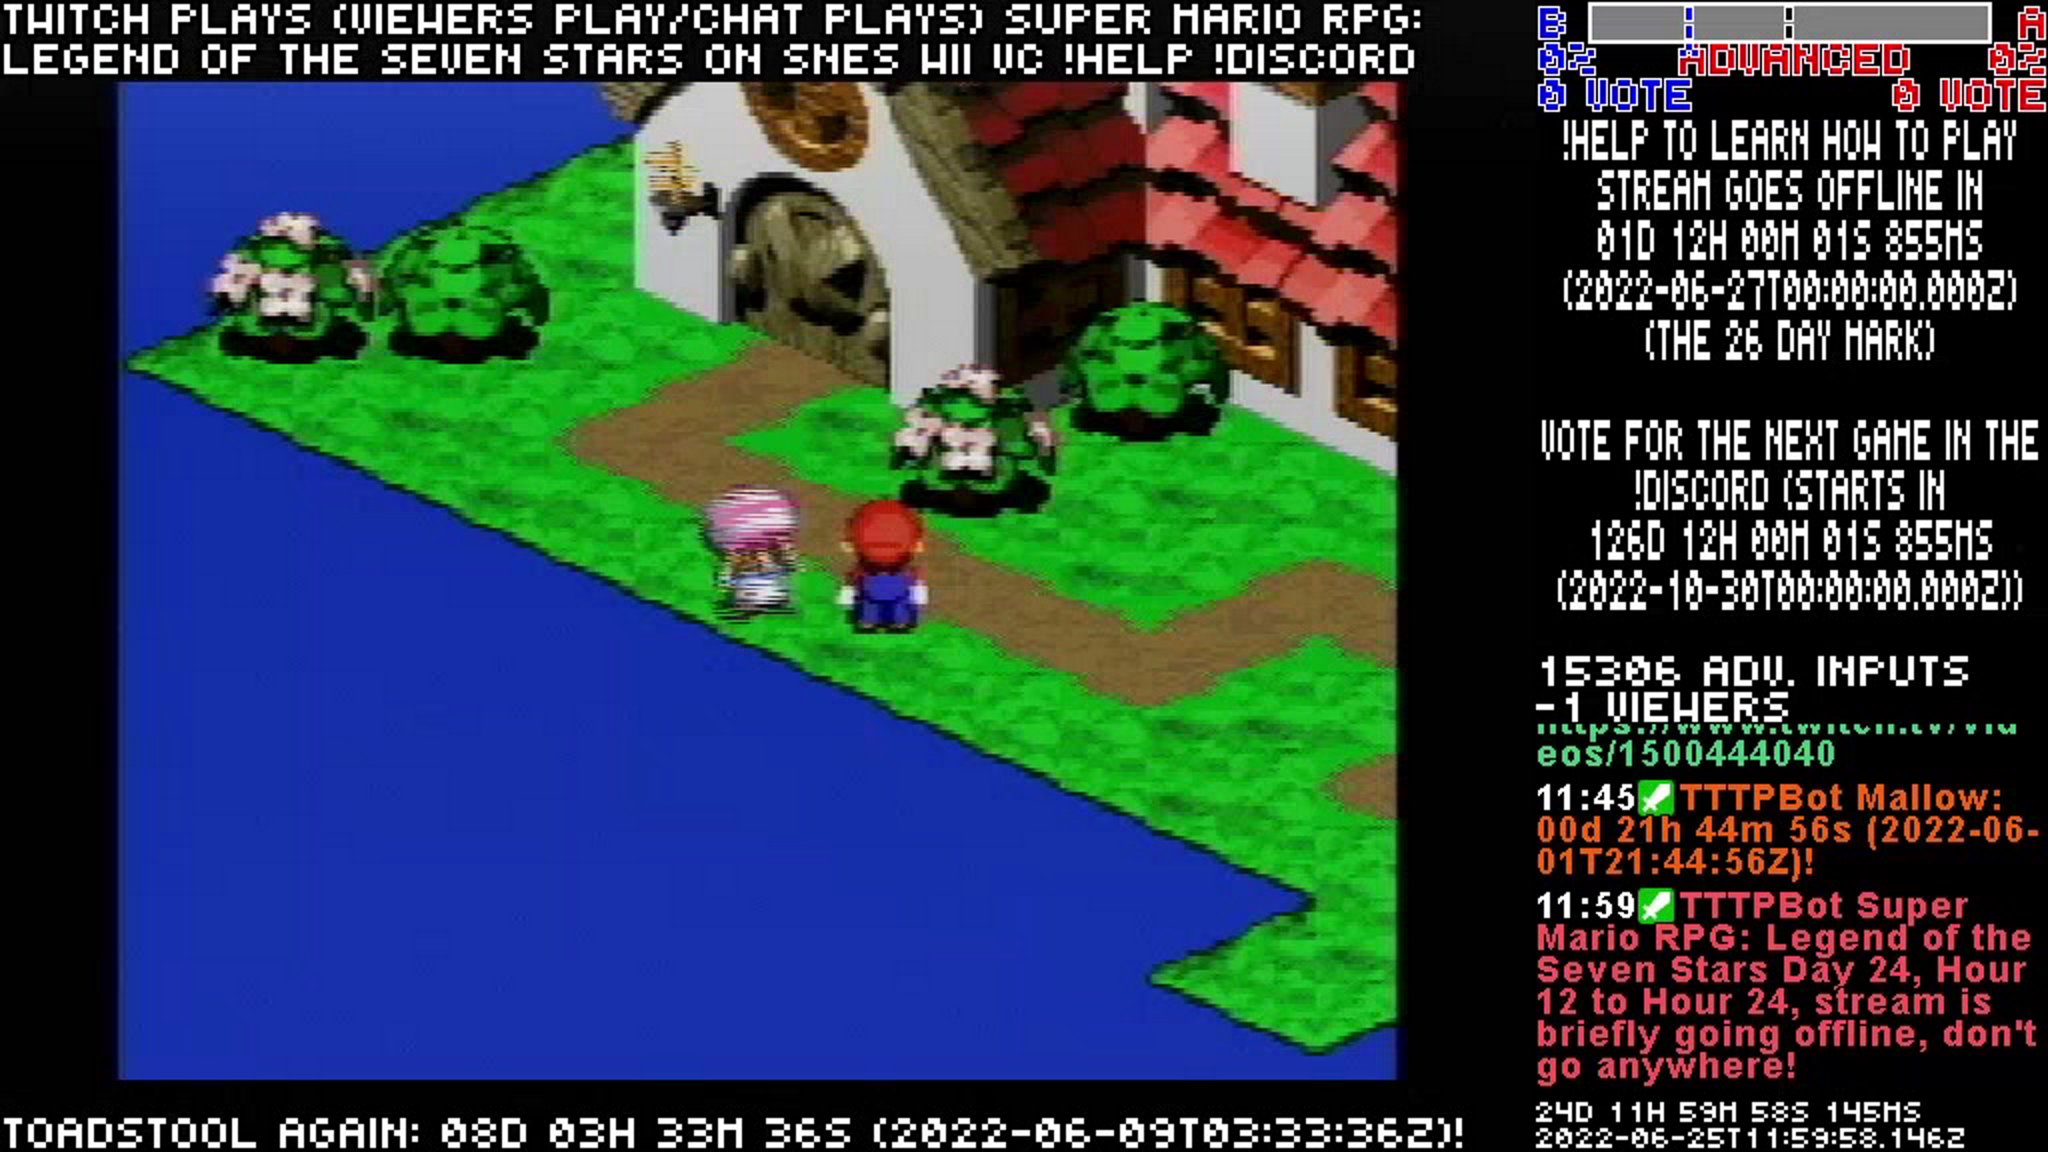 TWITCH PLAYS (VIEWERS PLAY/CHAT PLAYS) SUPER MARIO RPG:
LEGEND OF THE SEVEN STARS ON SNES WII VC !HELP !DISCORD
B A
0% ADVANCED 0%
0 VOTE 0 VOTE
!HELP TO LEARN HOW TO PLAY
STREAM GOES OFFLINE IN
01D 12H 00M 01S 855MS
(2022-06-27T00:00:00.000Z)
(THE 26 DAY MARK)
VOTE FOR THE NEXT GAME IN THE
!DISCORD (STARTS IN
126D 12H 00M 01S 855MS
(2022-10-30T00:00:00.000Z))
15306 ADV. INPUTS
-1 VIEWERS
https://www.twitch.tv/vid
eos/1500444040
11:45 TTTPBot Mallow:
00d 21h 44m 56s (2022-06-
01T21:44:56Z)!
11:59 TTTPBot Super
Mario RPG: Legend of the
Seven Stars Day 24, Hour
12 to Hour 24, stream is
briefly going offline, don't
go anywhere!
24D 11H 59M 58S 145MS
2022-06-25T11:59:58.146Z
TOADSTOOL AGAIN: 08D 03H 33M 36S (2022-06-09T03:33:36Z)!